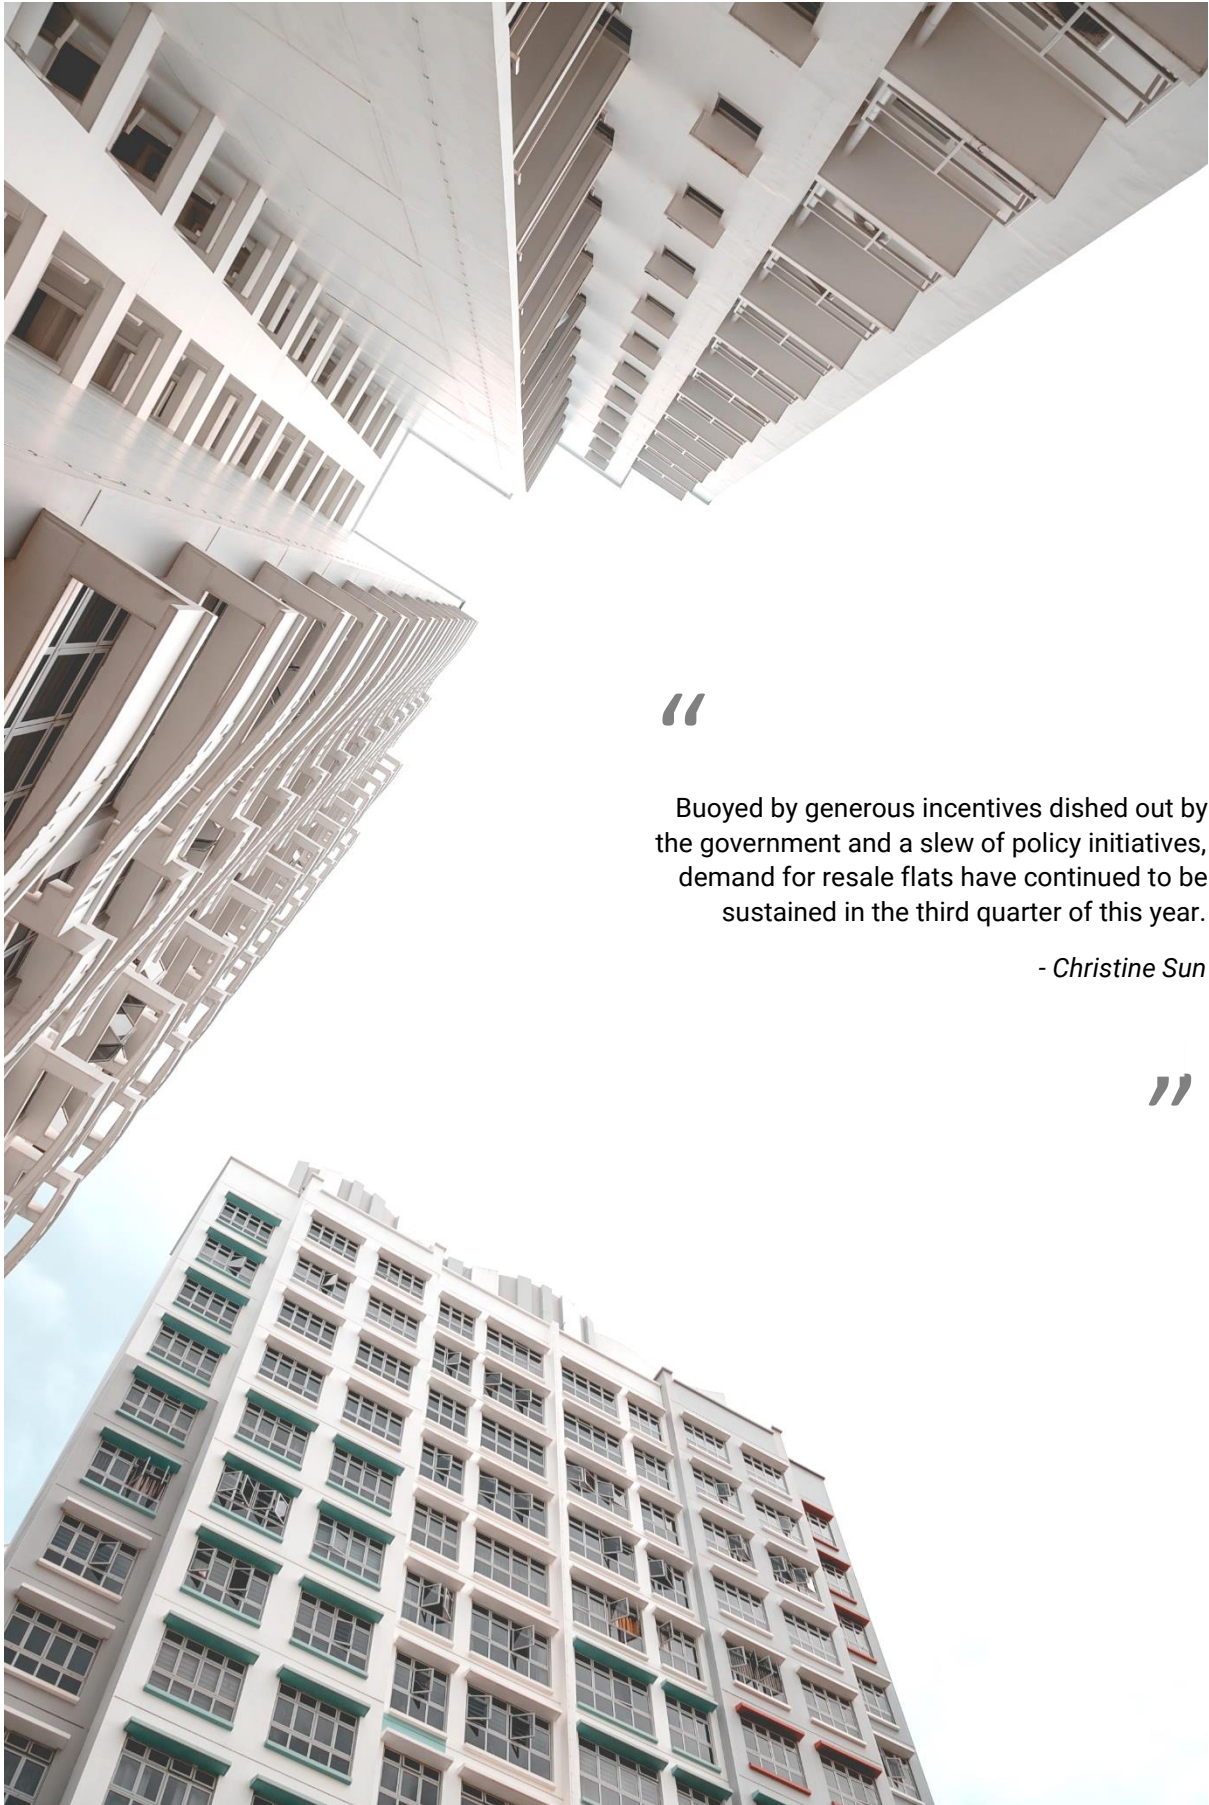 “
Buoyed by generous incentives dished out by
the government and a slew of policy initiatives,
demand for resale flats have continued to be
sustained in the third quarter of this year.
- Christine Sun
”